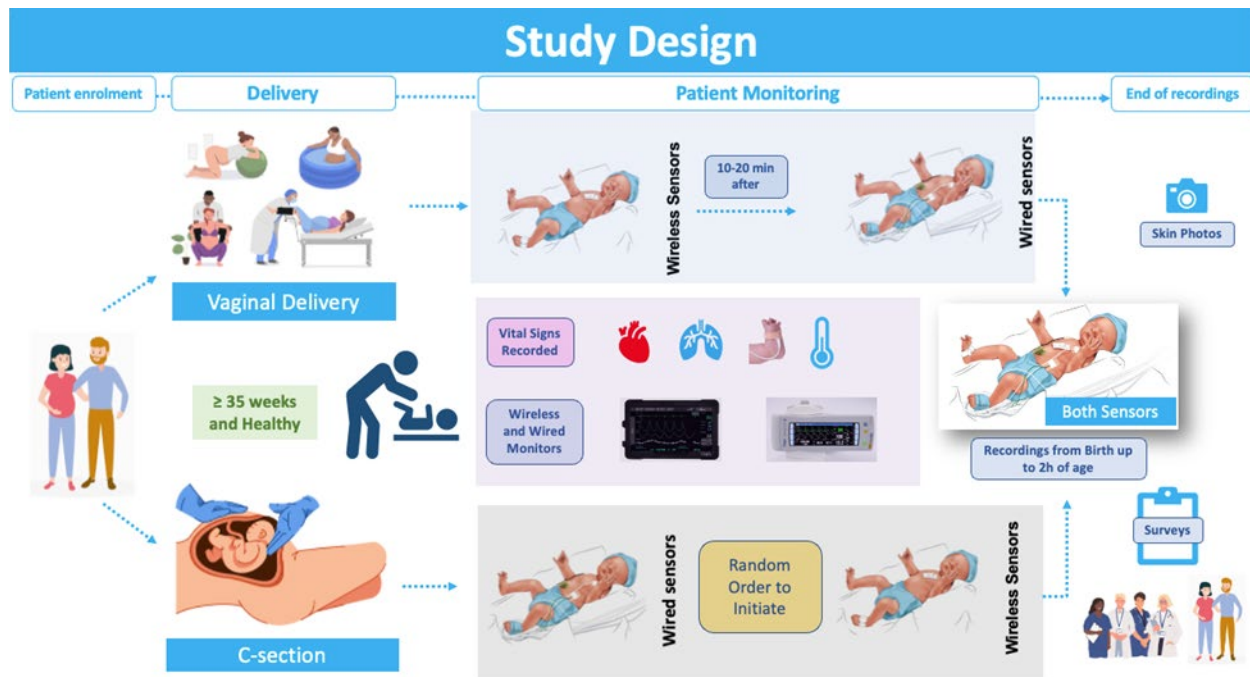 Study Design
Patient enrolment
Delivery
Patient Monitoring
End of recordings
Wireless Sensors
10-20 min
after
Wired sensors
Skin Photos
Vaginal Delivery
Vital Signs
Recorded
≥ 35 weeks
and Healthy
Wireless
and Wired
Monitors
Both Sensors
Recordings from Birth up
to 2h of age
Surveys
Wired sensors
Random
Order to
Initiate
Wireless Sensors
C-section